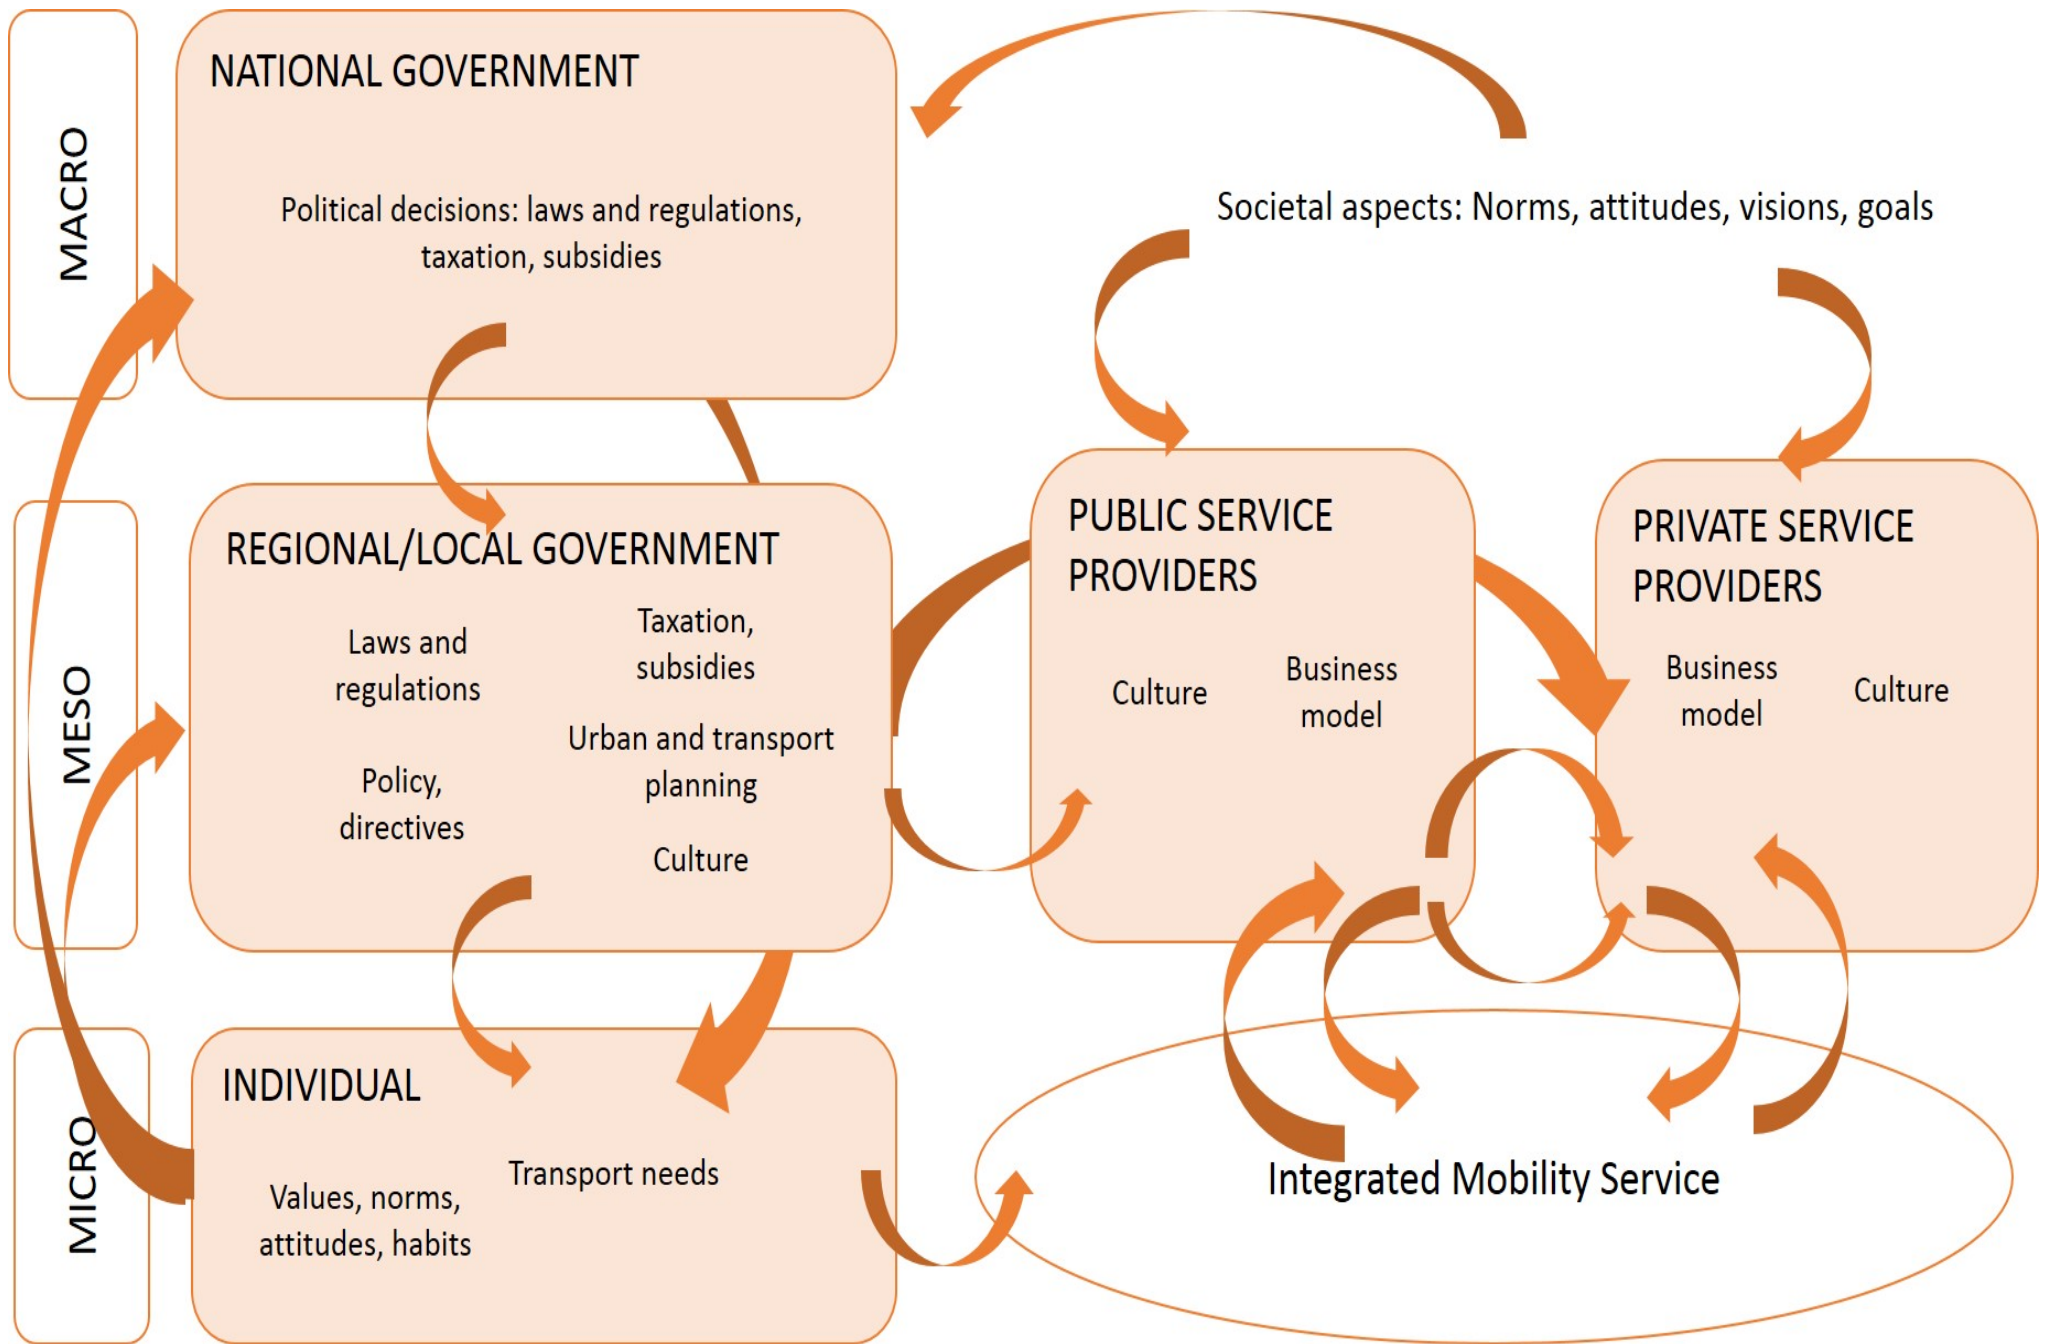 MACRO
NATIONAL GOVERNMENT
Political decisions: laws and regulations,
taxation, subsidies
Societal aspects: Norms, attitudes, visions, goals
MESO
REGIONAL/LOCAL GOVERNMENT
Laws and
regulations
Taxation,
subsidies
Urban and transport
planning
Policy,
directives
Culture
PUBLIC SERVICE
PROVIDERS
Culture
Business
model
PRIVATE SERVICE
PROVIDERS
Business
model
Culture
MICRO
INDIVIDUAL
Transport needs
Values, norms,
attitudes, habits
Integrated Mobility Service